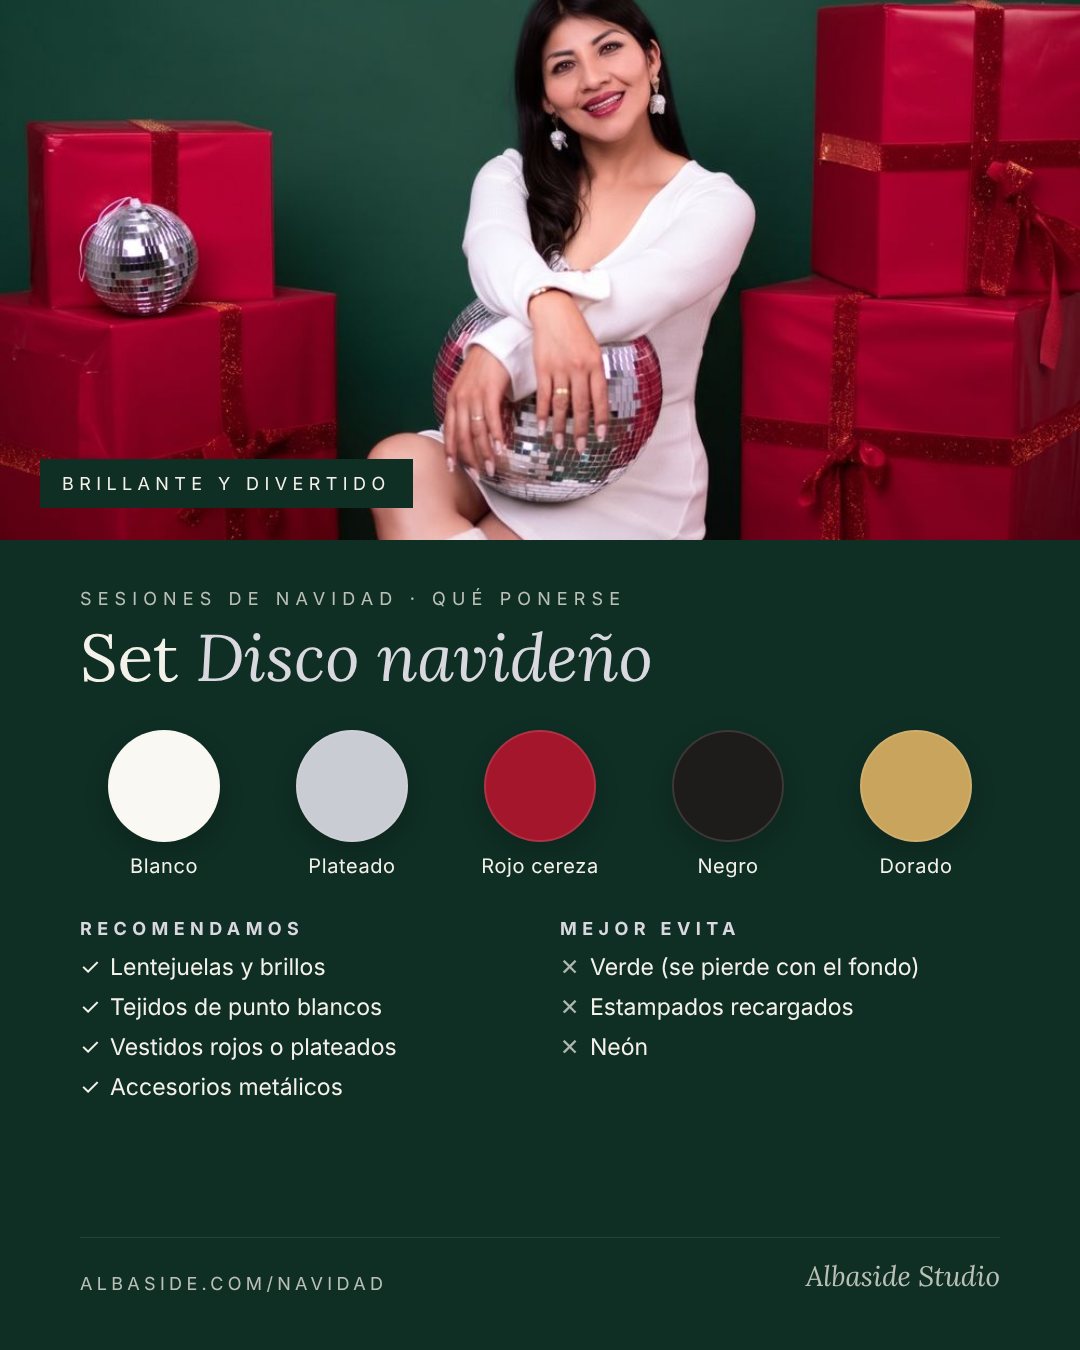 BRILLANTE Y DIVERTIDO
SESIONES DE NAVIDAD · QUÉ PONERSE
Set Disco navideño
Blanco
Plateado
Rojo cereza
Negro
Dorado
RECOMENDAMOS
✓ Lentejuelas y brillos
✓ Tejidos de punto blancos
✓ Vestidos rojos o plateados
✓ Accesorios metálicos
MEJOR EVITA
✕ Verde (se pierde con el fondo)
✕ Estampados recargados
✕ Neón
ALBASIDE.COM/NAVIDAD
Albaside Studio